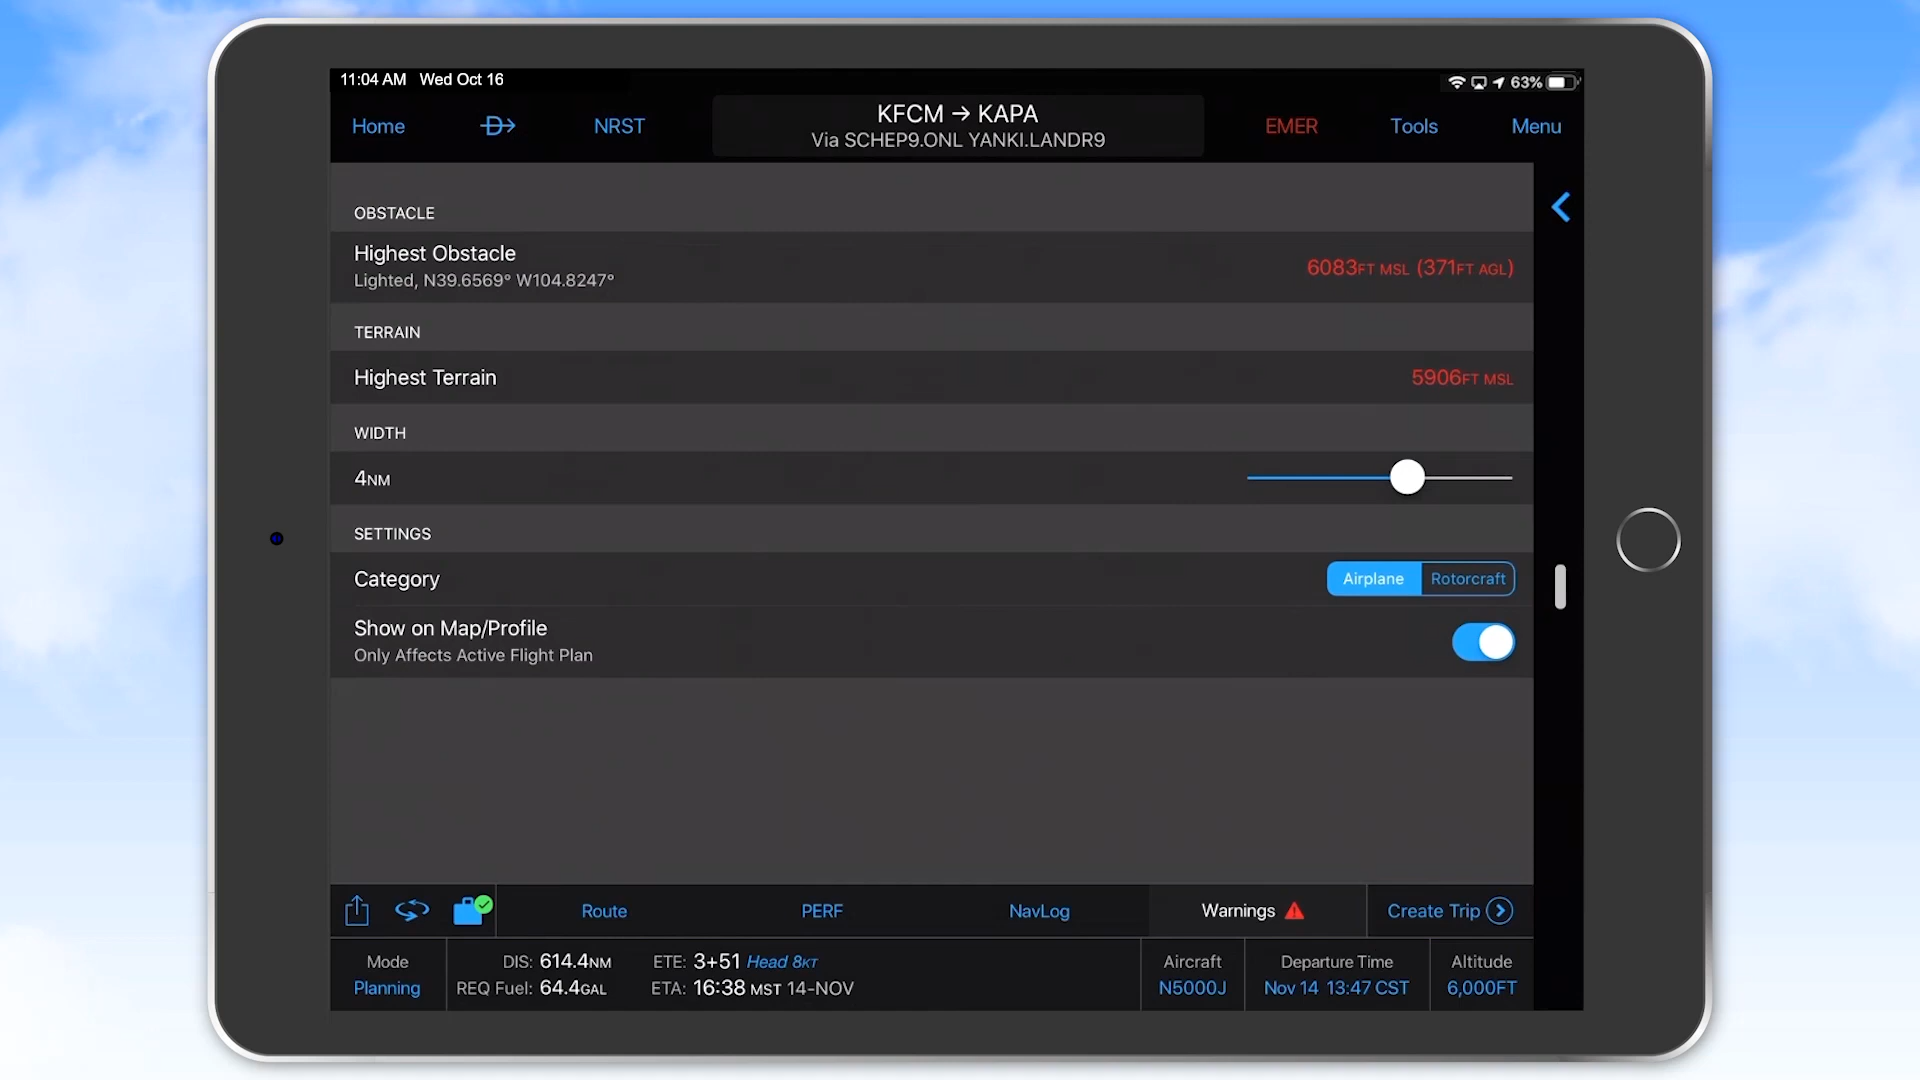 11:04 AM Wed Oct 16
63%
Home
NRST
KFCM → KAPA
Via SCHEP9.ONL YANKI.LANDR9
EMER
Tools
Menu
OBSTACLE
Highest Obstacle
Lighted, N39.6569° W104.8247°
6083FT MSL (371FT AGL)
TERRAIN
Highest Terrain
5906FT MSL
WIDTH
4NM
SETTINGS
Category
Airplane
Rotorcraft
Show on Map/Profile
Only Affects Active Flight Plan
Route
PERF
NavLog
Warnings
Create Trip
Mode
Planning
DIS: 614.4NM
REQ Fuel: 64.4GAL
ETE: 3+51 Head 8KT
ETA: 16:38 MST 14-NOV
Aircraft
N5000J
Departure Time
Nov 14 13:47 CST
Altitude
6,000FT